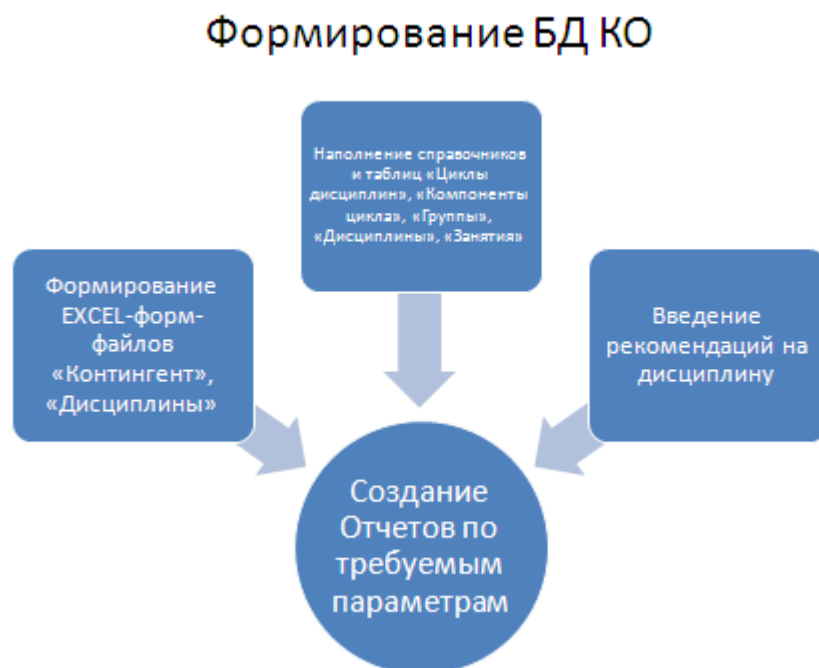 Формирование БД КО
Наполнение справочников
и таблиц «Циклы
дисциплин», «Компоненты
цикла», «Группы»,
«Дисциплины», «Занятия»
Формирование
EXCEL-форм-
файлов
«Контингент»,
«Дисциплины»
Введение
рекомендаций на
дисциплину
Создание
Отчетов по
требуемым
параметрам